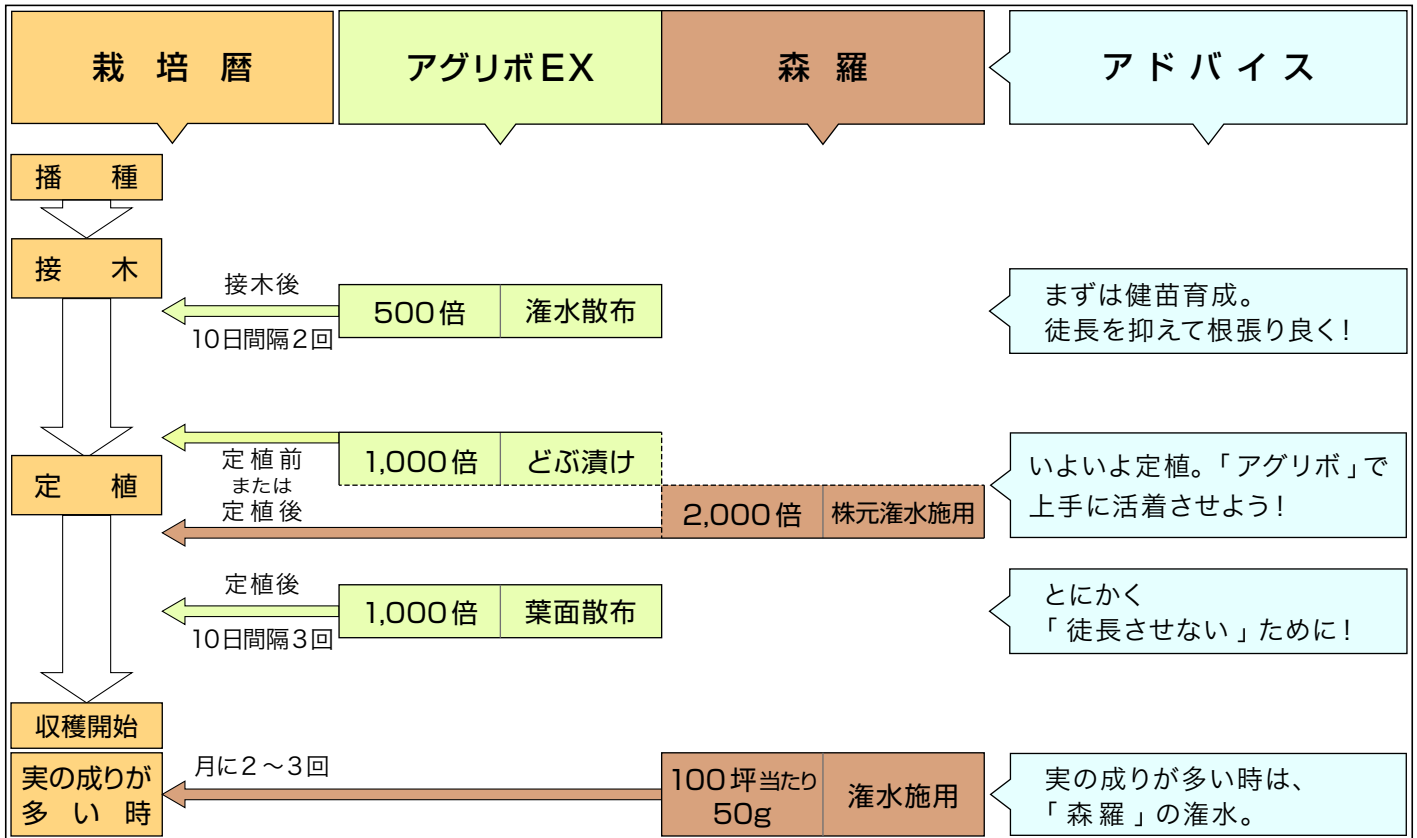 栽培暦
アグリボEX
森羅
アドバイス
播種
接木
接木後
10日間隔2回
500倍
潅水散布
まずは健苗育成。
徒長を抑えて根張り良く!
定植
定植前
または
定植後
1,000倍
どぶ漬け
2,000倍
株元潅水施用
いよいよ定植。「アグリボ」で
上手に活着させよう!
定植後
10日間隔3回
1,000倍
葉面散布
とにかく
「徒長させない」ために!
収穫開始
実の成りが
多い時
月に2〜3回
100坪当たり
50g
潅水施用
実の成りが多い時は、
「森羅」の潅水。